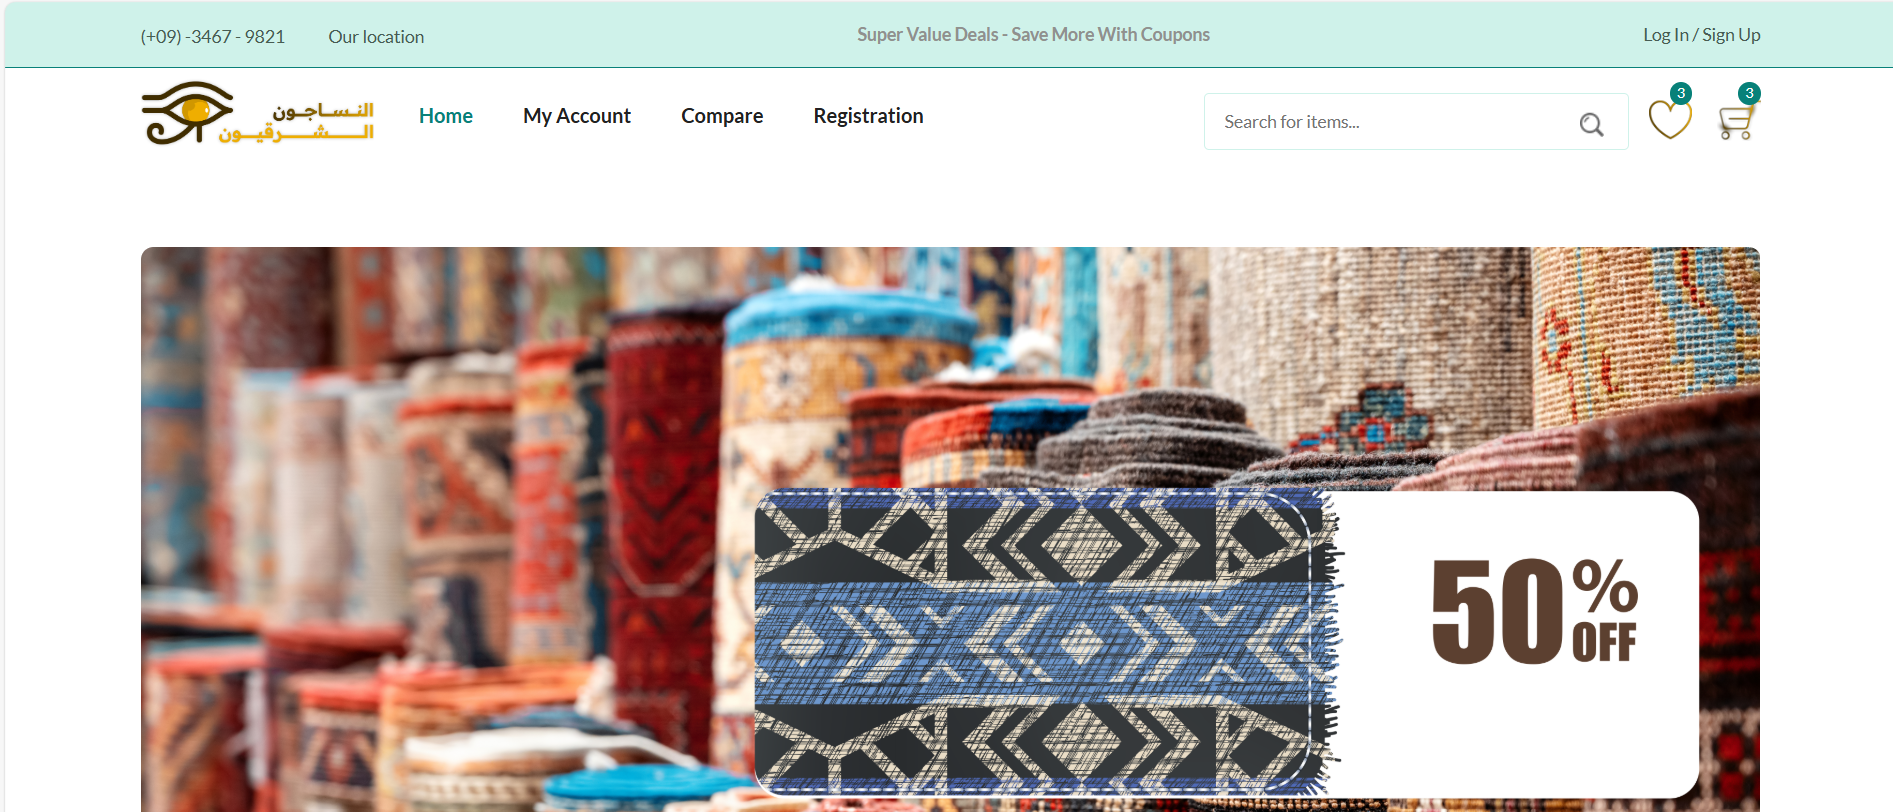 (+09) -3467 - 9821
Our location
Super Value Deals - Save More With Coupons
Log In / Sign Up
النساجون
الشرقيون
Home
My Account
Compare
Registration
Search for items...
3
3
50%
OFF